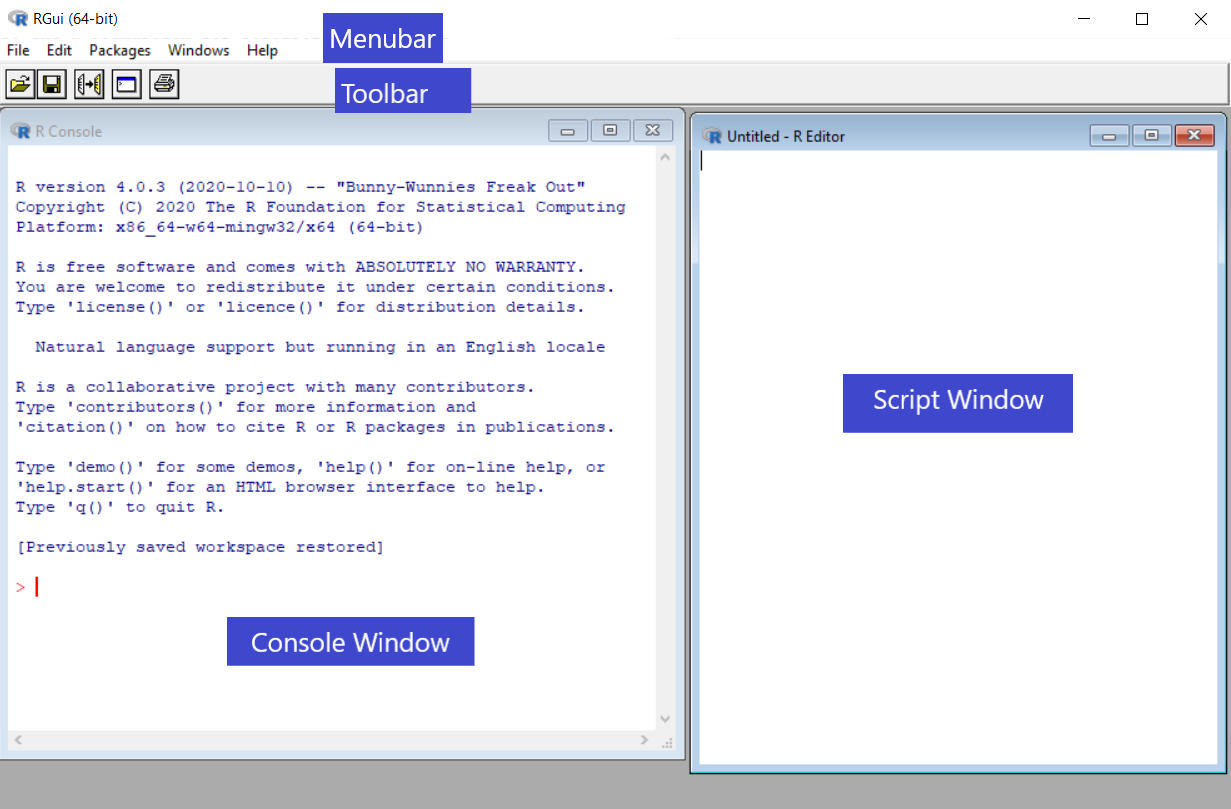 RGui (64-bit)
File Edit Packages Windows Help
Menubar
Toolbar
R Console
R version 4.0.3 (2020-10-10) -- "Bunny-Wunnies Freak Out"
Copyright (C) 2020 The R Foundation for Statistical Computing
Platform: x86_64-w64-mingw32/x64 (64-bit)
R is free software and comes with ABSOLUTELY NO WARRANTY.
You are welcome to redistribute it under certain conditions.
Type 'license()' or 'licence()' for distribution details.
Natural language support but running in an English locale
R is a collaborative project with many contributors.
Type 'contributors()' for more information and
'citation()' on how to cite R or R packages in publications.
Type 'demo()' for some demos, 'help()' for on-line help, or
'help.start()' for an HTML browser interface to help.
Type 'q()' to quit R.
[Previously saved workspace restored]
>
Console Window
Untitled - R Editor
Script Window